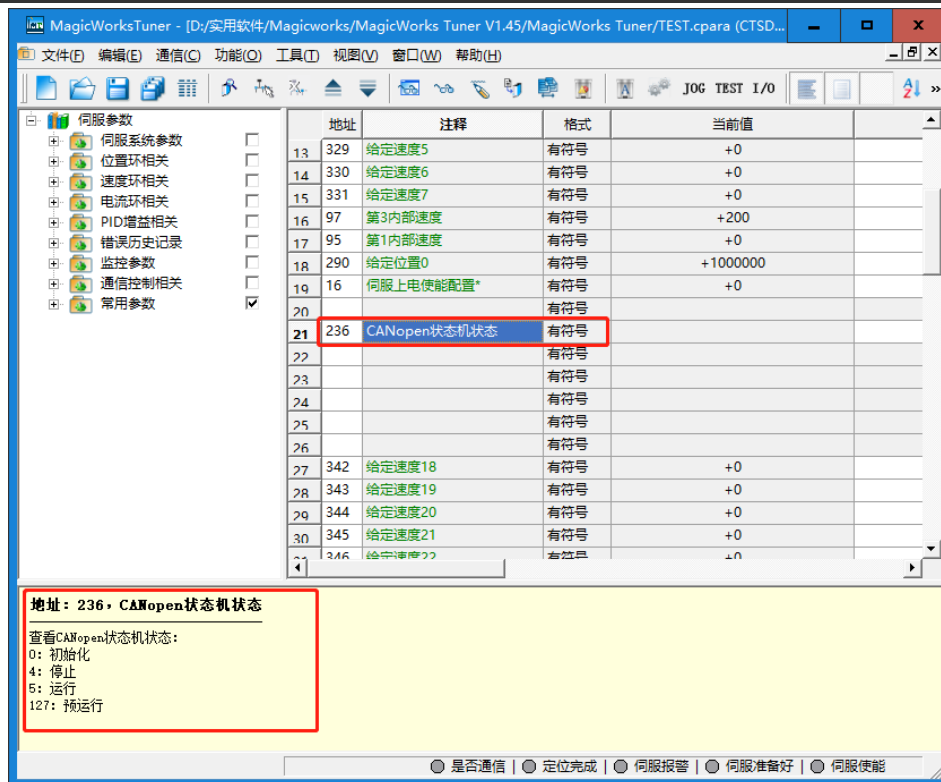 MagicWorksTuner - [D:/实用软件/Magicworks/MagicWorks Tuner V1.45/MagicWorks Tuner/TEST.cpara (CTSD...
文件(F) 编辑(E) 通信(C) 功能(O) 工具(T) 视图(V) 窗口(W) 帮助(H)
JOG TEST I/O
伺服参数
伺服系统参数
位置环相关
速度环相关
电流环相关
PID增益相关
错误历史记录
监控参数
通信控制相关
常用参数
地址 注释 格式 当前值
13 329 给定速度5 有符号 +0
14 330 给定速度6 有符号 +0
15 331 给定速度7 有符号 +0
16 97 第3内部速度 有符号 +200
17 95 第1内部速度 有符号 +0
18 290 给定位置0 有符号 +1000000
19 16 伺服上电使能配置* 有符号 +0
20 有符号
21 236 CANopen状态机状态 有符号
22 有符号
23 有符号
24 有符号
25 有符号
26 有符号
27 342 给定速度18 有符号 +0
28 343 给定速度19 有符号 +0
29 344 给定速度20 有符号 +0
30 345 给定速度21 有符号 +0
346 给定速度22 有符号 +0
地址: 236, CANopen状态机状态
查看CANopen状态机状态:
0: 初始化
4: 停止
5: 运行
127: 预运行
是否通信 | 定位完成 | 伺服报警 | 伺服准备好 | 伺服使能